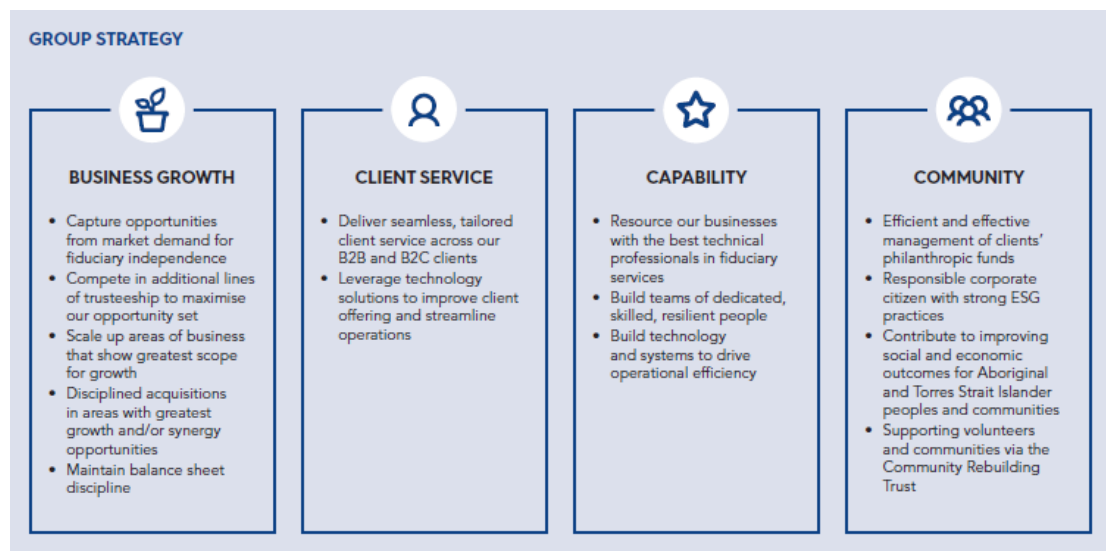 GROUP STRATEGY
BUSINESS GROWTH
• Capture opportunities
from market demand for
fiduciary independence
• Compete in additional lines
of trusteeship to maximise
our opportunity set
• Scale up areas of business
that show greatest scope
for growth
• Disciplined acquisitions
in areas with greatest
growth and/or synergy
opportunities
• Maintain balance sheet
discipline
CLIENT SERVICE
• Deliver seamless, tailored
client service across our
B2B and B2C clients
• Leverage technology
solutions to improve client
offering and streamline
operations
CAPABILITY
• Resource our businesses
with the best technical
professionals in fiduciary
services
• Build teams of dedicated,
skilled, resilient people
• Build technology
and systems to drive
operational efficiency
COMMUNITY
• Efficient and effective
management of clients’
philanthropic funds
• Responsible corporate
citizen with strong ESG
practices
• Contribute to improving
social and economic
outcomes for Aboriginal
and Torres Strait Islander
peoples and communities
• Supporting volunteers
and communities via the
Community Rebuilding
Trust